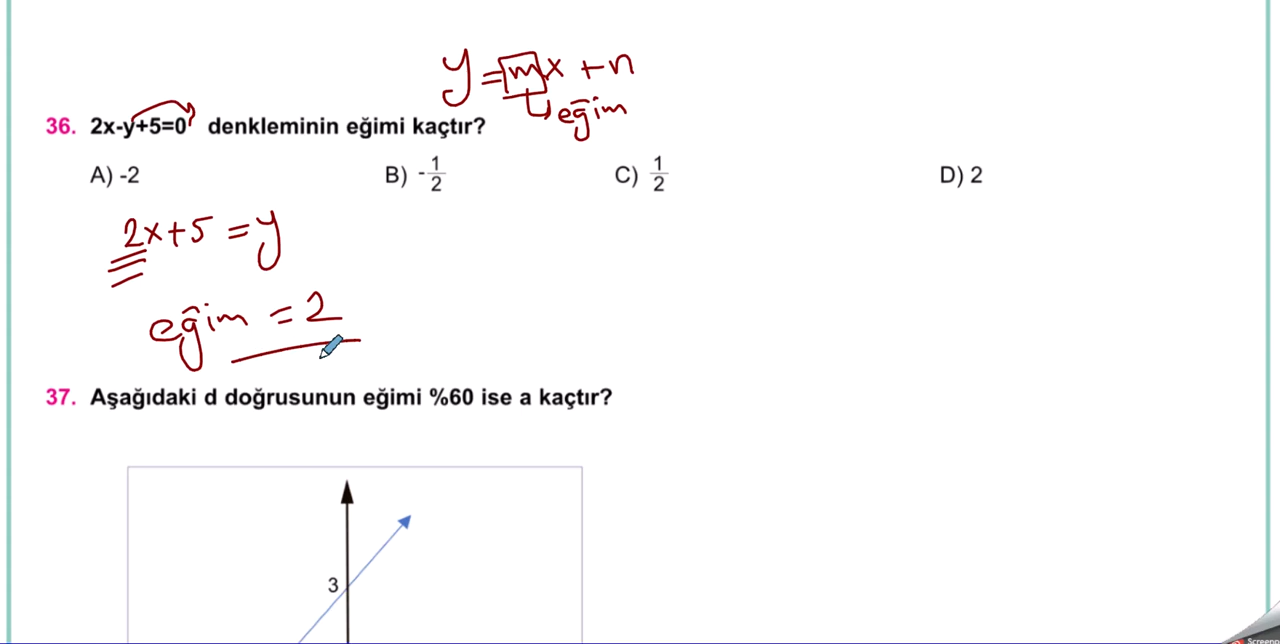 y = mx + n
eğim
36. 2x-y+5=0 denkleminin eğimi kaçtır?
A) -2 B) -1/2 C) 1/2 D) 2
2x+5 = y
eğim = 2
37. Aşağıdaki d doğrusunun eğimi %60 ise a kaçtır?
3
Screenp